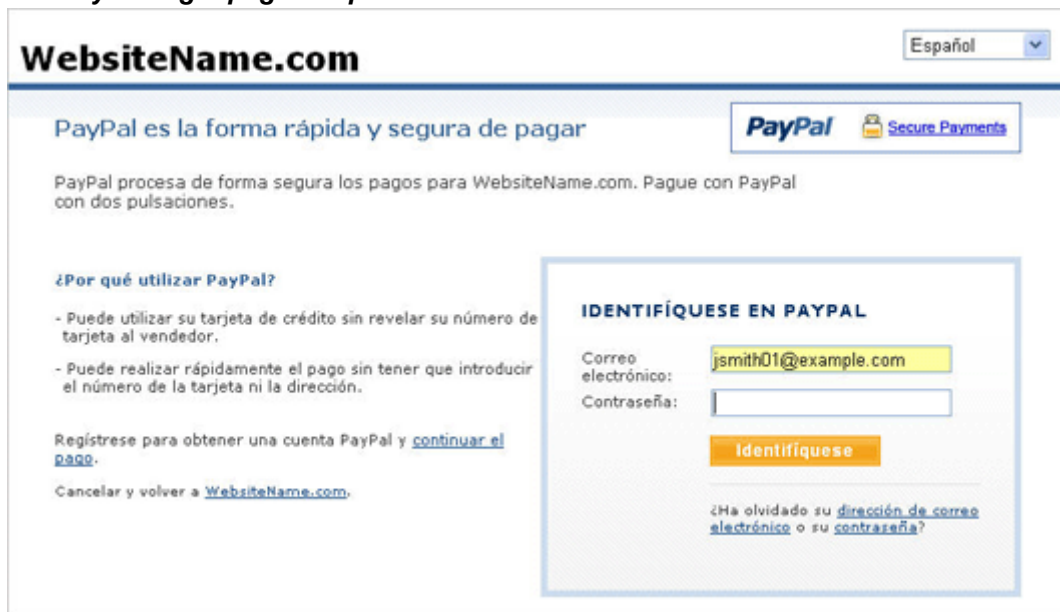 WebsiteName.com
Español
PayPal es la forma rápida y segura de pagar
PayPal Secure Payments
PayPal procesa de forma segura los pagos para WebsiteName.com. Pague con PayPal
con dos pulsaciones.
¿Por qué utilizar PayPal?
- Puede utilizar su tarjeta de crédito sin revelar su número de
tarjeta al vendedor.
- Puede realizar rápidamente el pago sin tener que introducir
el número de la tarjeta ni la dirección.
Regístrese para obtener una cuenta PayPal y continuar el
pago.
Cancelar y volver a WebsiteName.com.
IDENTIFÍQUESE EN PAYPAL
Correo
electrónico:
jsmith01@example.com
Contraseña:
Identifíquese
¿Ha olvidado su dirección de correo
electrónico o su contraseña?